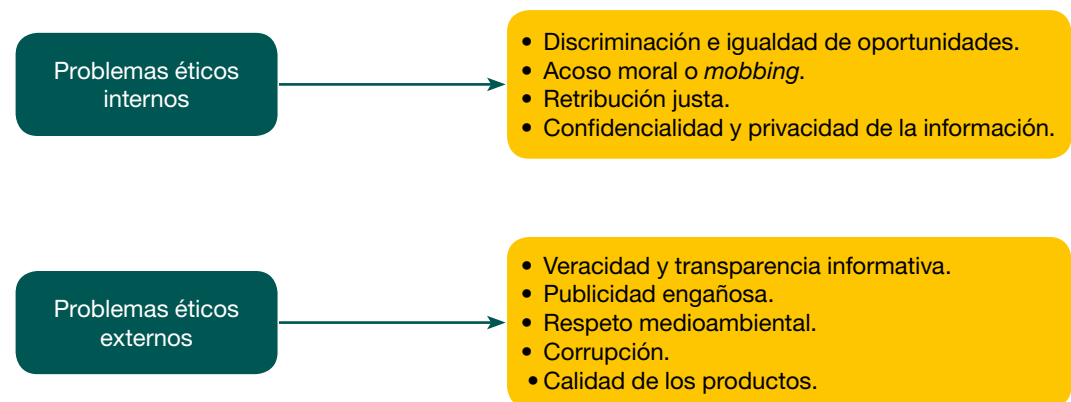 Problemas éticos
internos
• Discriminación e igualdad de oportunidades.
• Acoso moral o mobbing.
• Retribución justa.
• Confidencialidad y privacidad de la información.
Problemas éticos
externos
• Veracidad y transparencia informativa.
• Publicidad engañosa.
• Respeto medioambiental.
• Corrupción.
• Calidad de los productos.